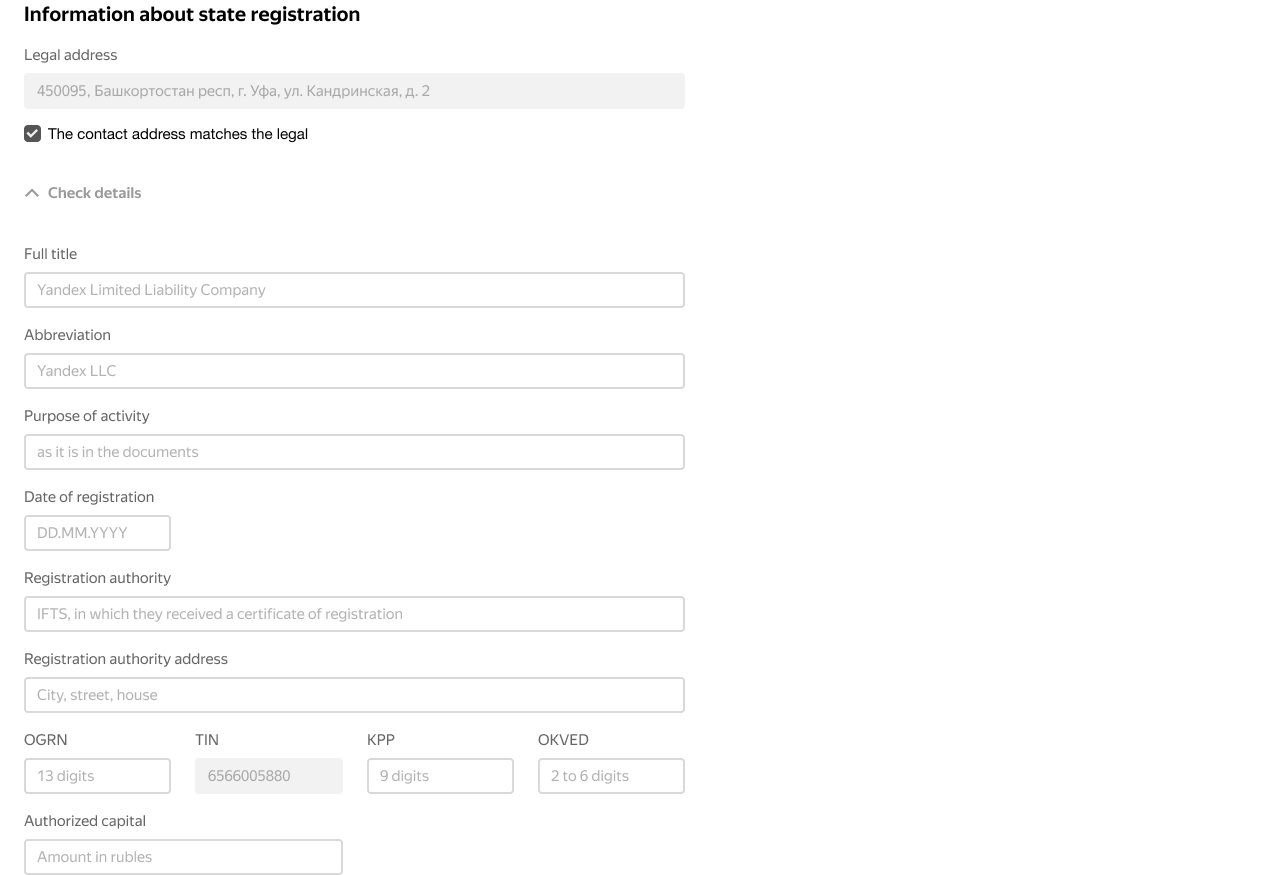 Information about state registration
Legal address
450095, Башкортостан респ, г. Уфа, ул. Кандринская, д. 2
The contact address matches the legal
Check details
Full title
Yandex Limited Liability Company
Abbreviation
Yandex LLC
Purpose of activity
as it is in the documents
Date of registration
DD.MM.YYYY
Registration authority
IFTS, in which they received a certificate of registration
Registration authority address
City, street, house
OGRN TIN KPP OKVED
13 digits 6566005880 9 digits 2 to 6 digits
Authorized capital
Amount in rubles